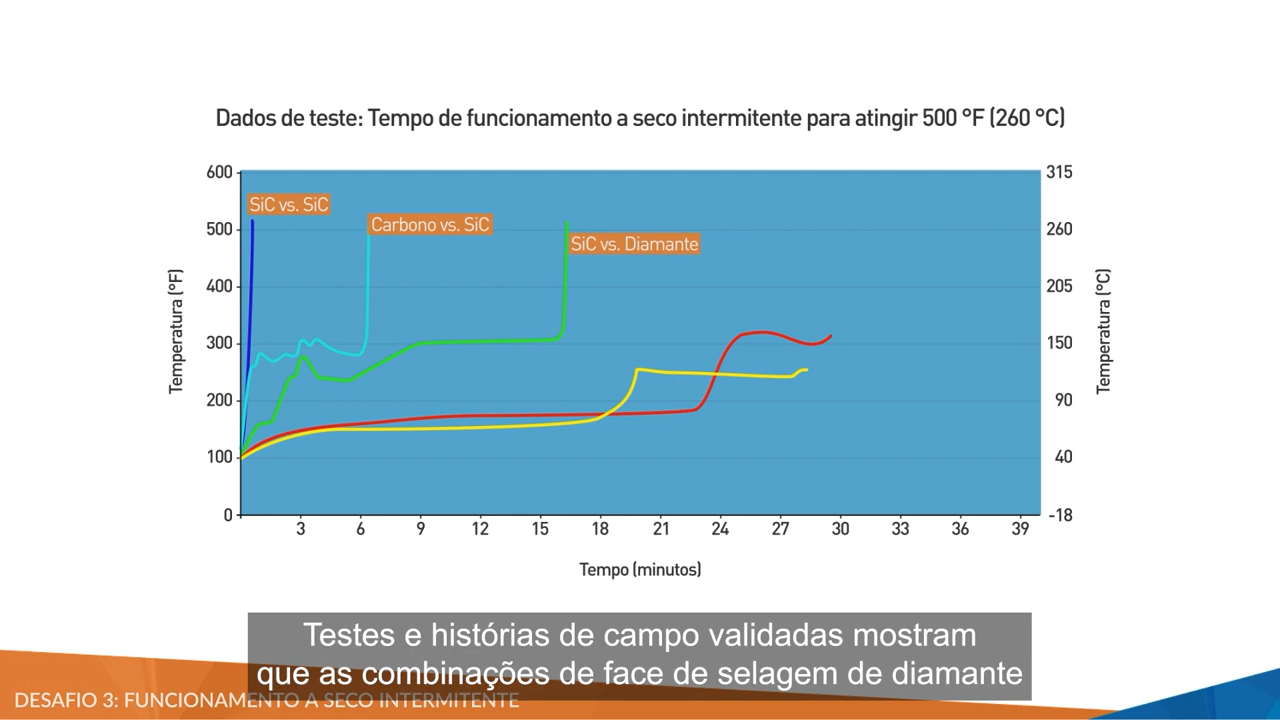 Dados de teste: Tempo de funcionamento a seco intermitente para atingir 500 °F (260 °C)
600
500
400
300
200
100
0
Temperatura (°F)
SiC vs. SiC
Carbono vs. SiC
SiC vs. Diamante
315
260
205
150
90
40
-18
Temperatura (°C)
3 6 9 12 15 18 21 24 27 30 33 36 39
Tempo (minutos)
Testes e histórias de campo validadas mostram
que as combinações de face de selagem de diamante
DESAFIO 3: FUNCIONAMENTO A SECO INTERMITENTE